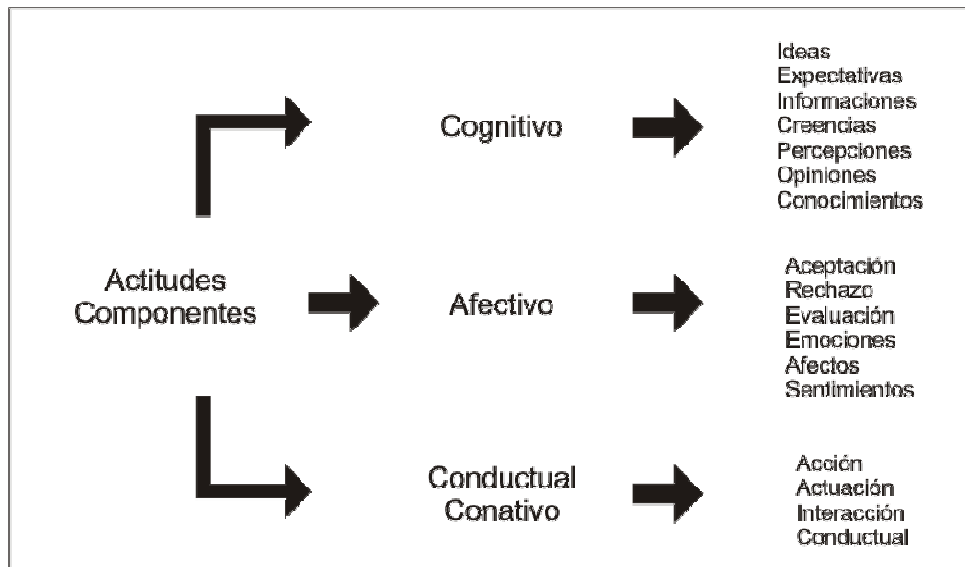 Actitudes
Componentes
Cognitivo
Ideas
Expectativas
Informaciones
Creencias
Percepciones
Opiniones
Conocimientos
Afectivo
Aceptación
Rechazo
Evaluación
Emociones
Afectos
Sentimientos
Conductual
Conativo
Acción
Actuación
Interacción
Conductual